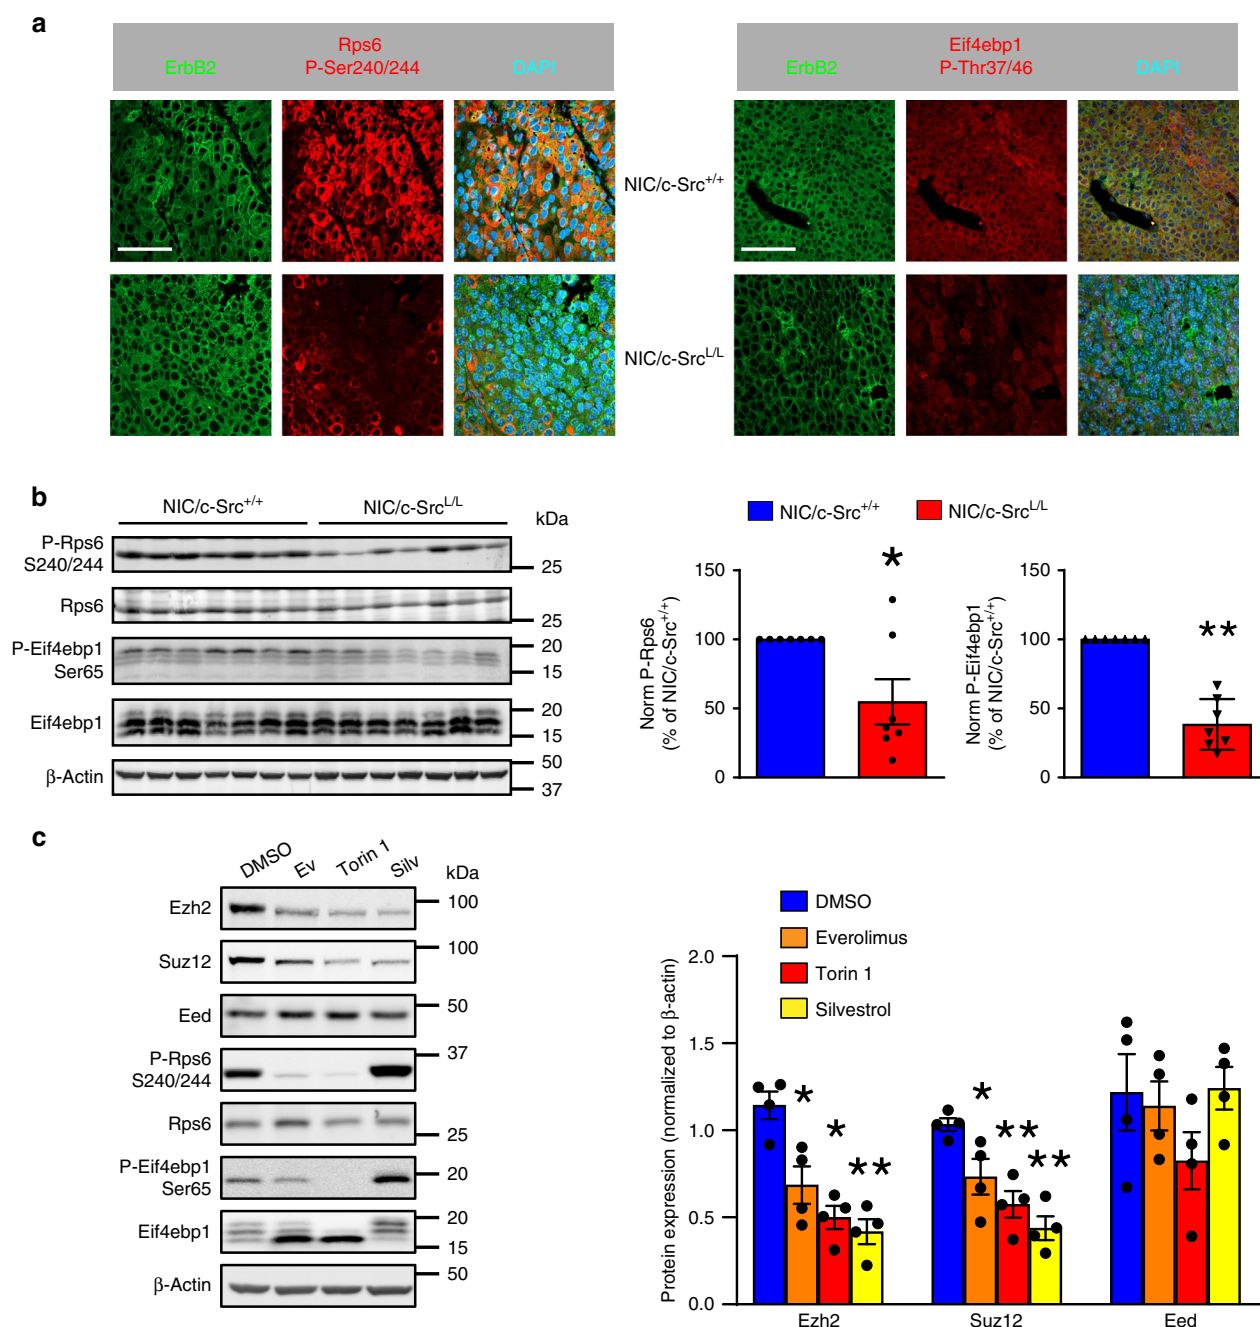 a
Rps6
ErbB2 P-Ser240/244 DAPI
Eif4ebp1
ErbB2 P-Thr37/46 DAPI
NIC/c-Src+/+
NIC/c-SrcL/L
b
NIC/c-Src+/+ NIC/c-SrcL/L
kDa
P-Rps6
S240/244
25
Rps6
25
P-Eif4ebp1
Ser65
20
15
Eif4ebp1
20
15
β-Actin
50
37
NIC/c-Src+/+ NIC/c-SrcL/L
Norm P-Rps6
(% of NIC/c-Src+/+)
150
100
50
0
*
Norm P-Eif4ebp1
(% of NIC/c-Src+/+)
150
100
50
0
**
c
DMSO Ev Torin 1 Silv
kDa
Ezh2
100
Suz12
100
Eed
50
P-Rps6
S240/244
37
Rps6
25
P-Eif4ebp1
Ser65
20
Eif4ebp1
20
15
β-Actin
50
DMSO
Everolimus
Torin 1
Silvestrol
Protein expression (normalized to β-actin)
2.0
1.5
1.0
0.5
0.0
* * **
* ** **
Ezh2 Suz12 Eed